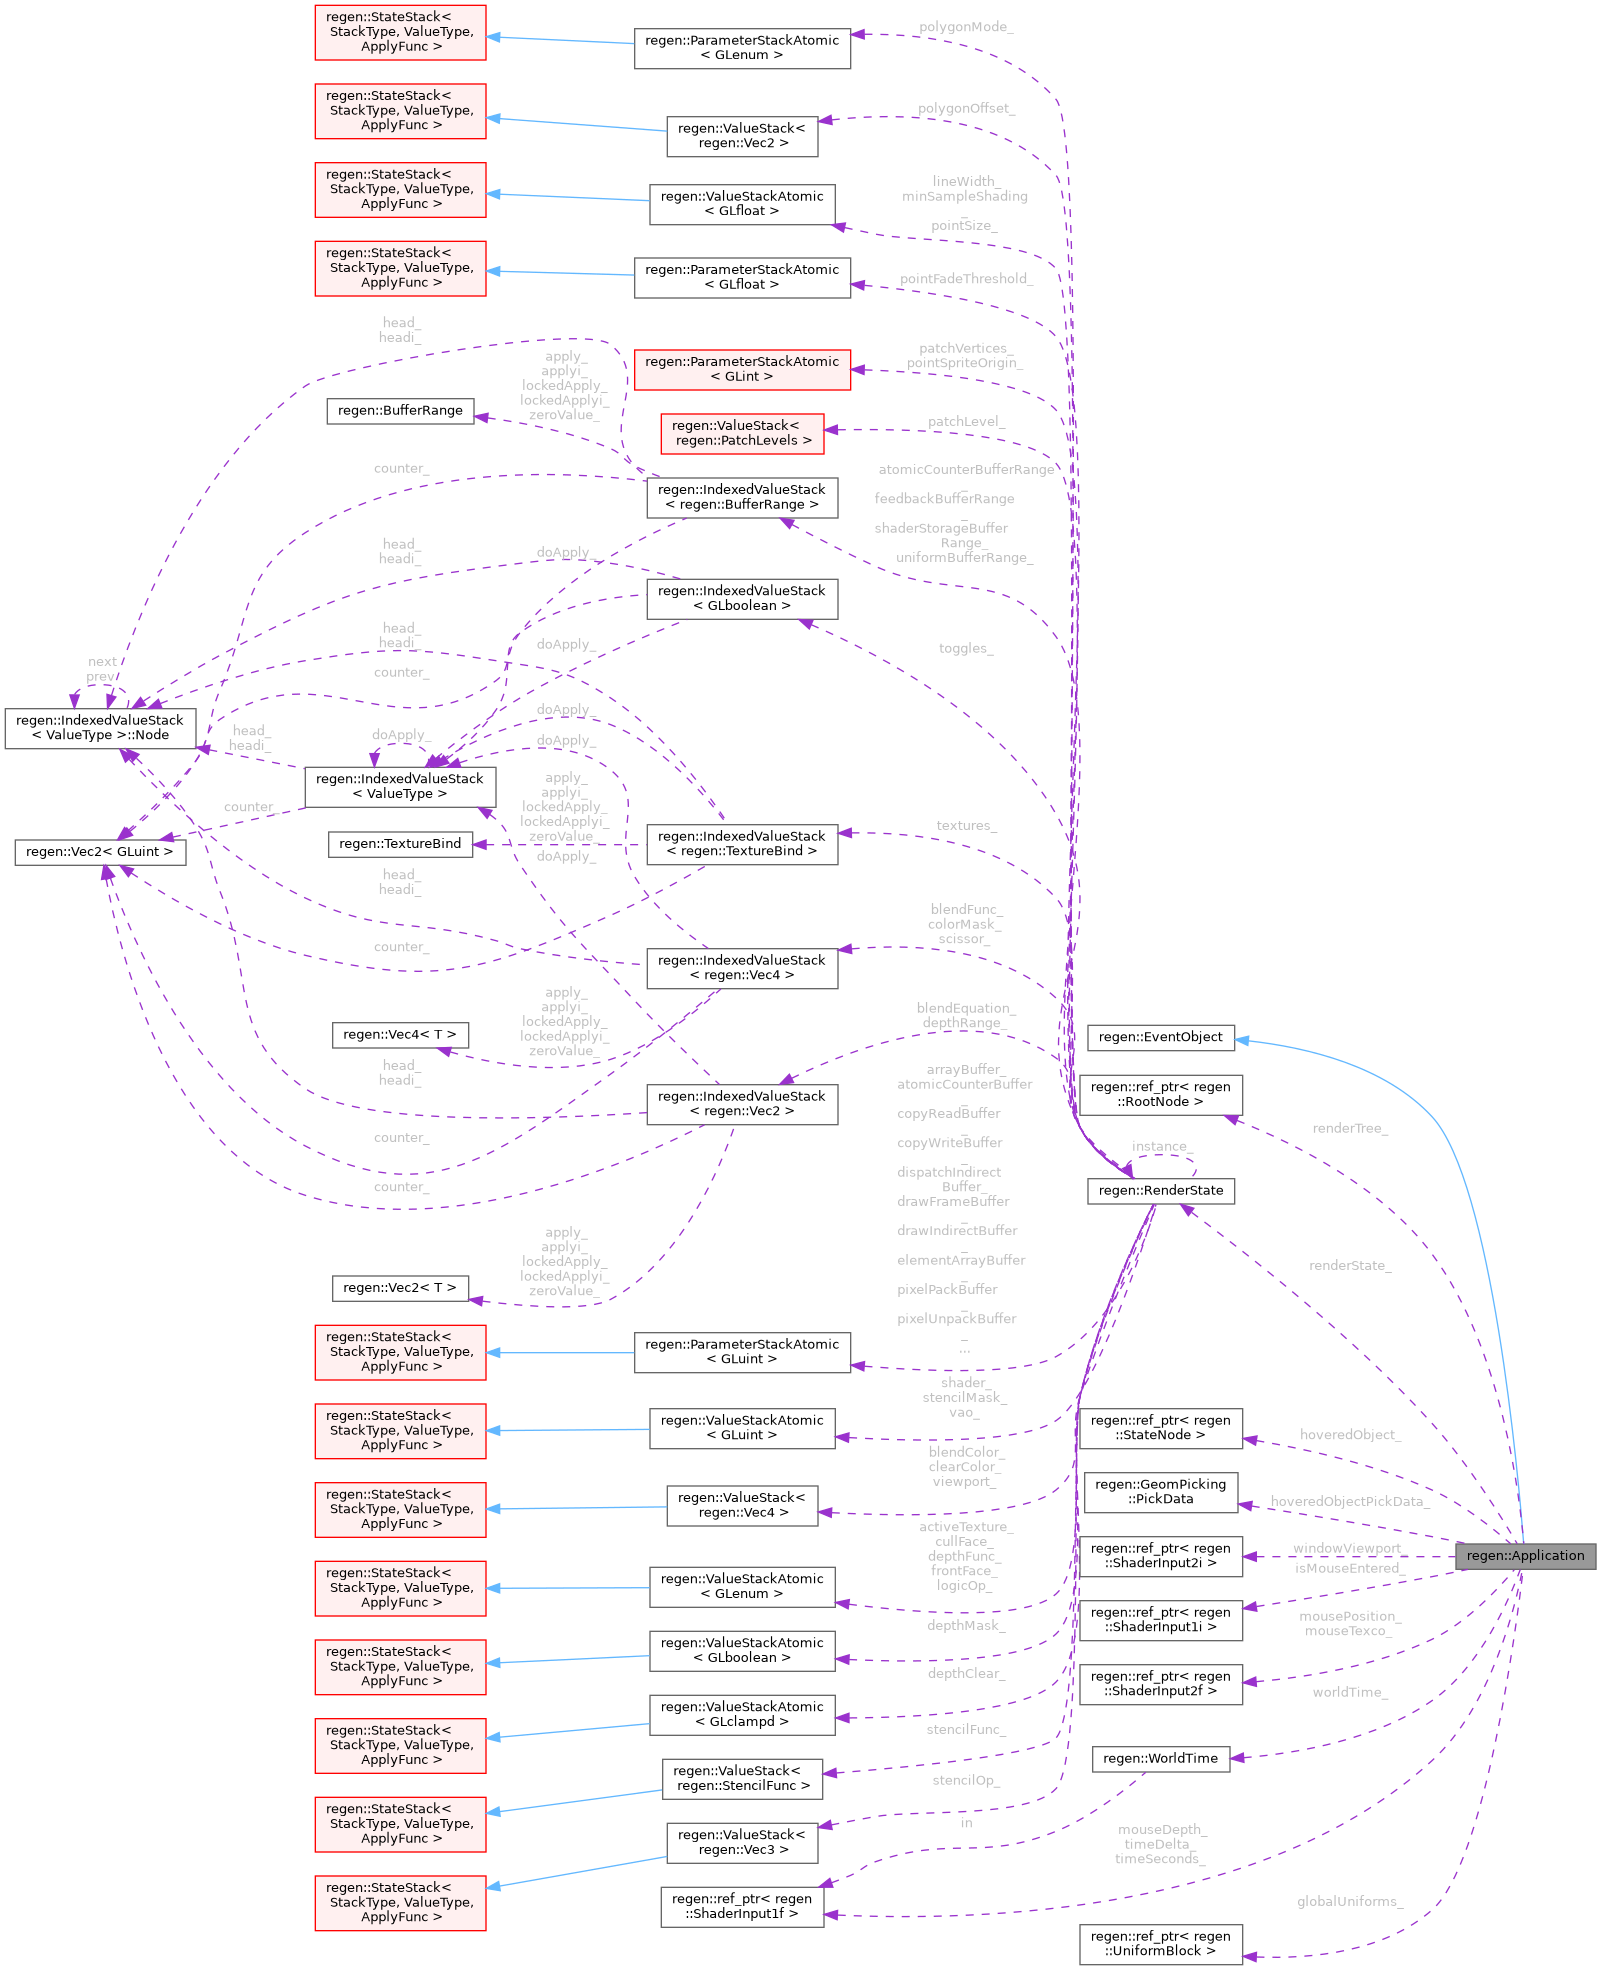 regen::StateStack<
StackType, ValueType,
ApplyFunc >
regen::ParameterStackAtomic
< GLenum >
polygonMode_
regen::StateStack<
StackType, ValueType,
ApplyFunc >
regen::ValueStack<
regen::Vec2 >
polygonOffset_
regen::StateStack<
StackType, ValueType,
ApplyFunc >
regen::ValueStackAtomic
< GLfloat >
lineWidth_
minSampleShading
_
pointSize_
regen::StateStack<
StackType, ValueType,
ApplyFunc >
regen::ParameterStackAtomic
< GLfloat >
pointFadeThreshold_
head_
headi_
apply_
applyi_
lockedApply_
lockedApplyi_
zeroValue_
regen::ParameterStackAtomic
< GLint >
patchVertices_
pointSpriteOrigin_
regen::BufferRange
regen::ValueStack<
regen::PatchLevels >
patchLevel_
counter_
regen::IndexedValueStack
< regen::BufferRange >
atomicCounterBufferRange
_
feedbackBufferRange
_
shaderStorageBuffer
Range_
uniformBufferRange_
head_
headi_
doApply_
regen::IndexedValueStack
< GLboolean >
toggles_
head_
headi_
doApply_
counter_
next
prev
regen::IndexedValueStack
< ValueType >::Node
head_
headi_
doApply_
doApply_
doApply_
regen::IndexedValueStack
< ValueType >
counter_
apply_
applyi_
lockedApply_
lockedApplyi_
zeroValue_
regen::Vec2< GLuint >
regen::TextureBind
regen::IndexedValueStack
< regen::TextureBind >
textures_
doApply_
head_
headi_
counter_
regen::IndexedValueStack
< regen::Vec4 >
blendFunc_
colorMask_
scissor_
apply_
applyi_
lockedApply_
lockedApplyi_
zeroValue_
regen::Vec4< T >
blendEquation_
depthRange_
regen::EventObject
head_
headi_
regen::IndexedValueStack
< regen::Vec2 >
regen::ref_ptr< regen
::RootNode >
renderTree_
counter_
counter_
instance_
regen::RenderState
arrayBuffer_
atomicCounterBuffer
_
copyReadBuffer
_
copyWriteBuffer
_
dispatchIndirect
Buffer_
drawFrameBuffer
_
drawIndirectBuffer
_
elementArrayBuffer
_
pixelPackBuffer
_
pixelUnpackBuffer
_
...
renderState_
apply_
applyi_
lockedApply_
lockedApplyi_
zeroValue_
regen::Vec2< T >
regen::StateStack<
StackType, ValueType,
ApplyFunc >
regen::ParameterStackAtomic
< GLuint >
regen::StateStack<
StackType, ValueType,
ApplyFunc >
regen::ValueStackAtomic
< GLuint >
shader_
stencilMask_
vao_
regen::ref_ptr< regen
::StateNode >
hoveredObject_
regen::StateStack<
StackType, ValueType,
ApplyFunc >
regen::ValueStack<
regen::Vec4 >
blendColor_
clearColor_
viewport_
regen::GeomPicking
::PickData
hoveredObjectPickData_
regen::StateStack<
StackType, ValueType,
ApplyFunc >
regen::ValueStackAtomic
< GLenum >
activeTexture_
cullFace_
depthFunc_
frontFace_
logicOp_
regen::ref_ptr< regen
::ShaderInput2i >
windowViewport_
regen::Application
isMouseEntered_
regen::ref_ptr< regen
::ShaderInput1i >
regen::StateStack<
StackType, ValueType,
ApplyFunc >
regen::ValueStackAtomic
< GLboolean >
depthMask_
mousePosition_
mouseTexco_
regen::ref_ptr< regen
::ShaderInput2f >
regen::StateStack<
StackType, ValueType,
ApplyFunc >
regen::ValueStackAtomic
< GLclampd >
depthClear_
worldTime_
regen::WorldTime
regen::StateStack<
StackType, ValueType,
ApplyFunc >
regen::ValueStack<
regen::StencilFunc >
stencilFunc_
regen::StateStack<
StackType, ValueType,
ApplyFunc >
regen::ValueStack<
regen::Vec3 >
stencilOp_
in
mouseDepth_
timeDelta_
timeSeconds_
regen::ref_ptr< regen
::ShaderInput1f >
globalUniforms_
regen::ref_ptr< regen
::UniformBlock >